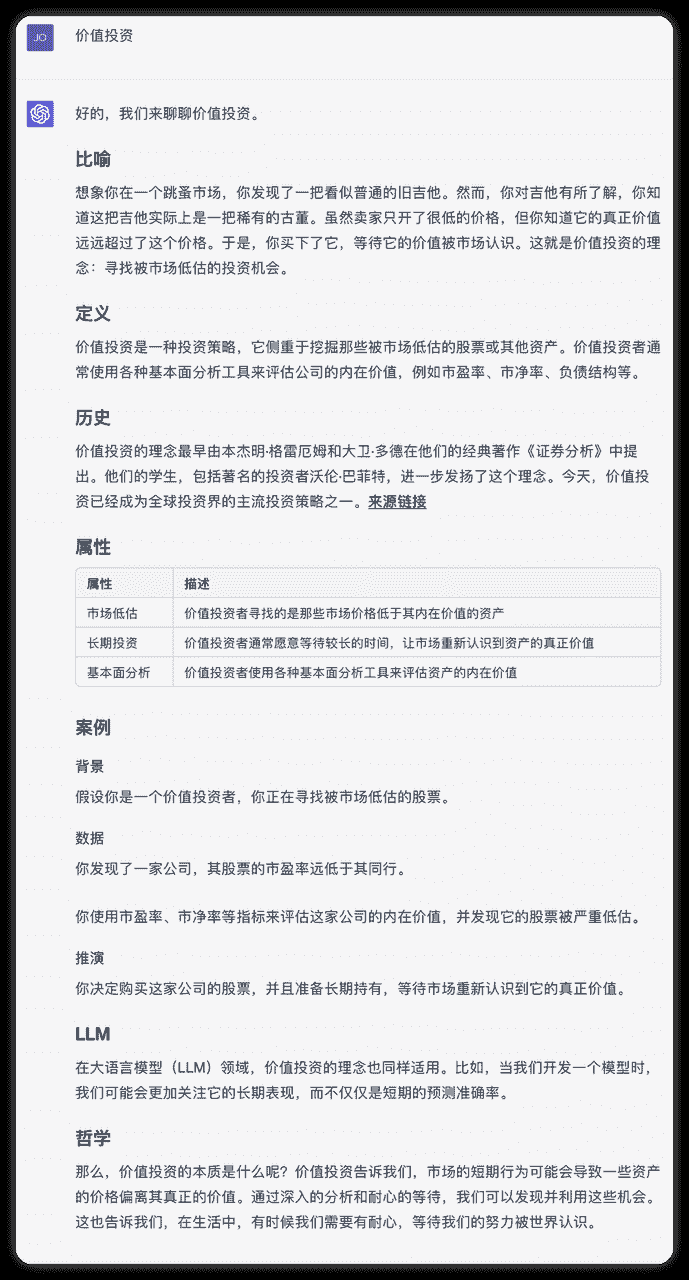 JO
价值投资
好的，我们来聊聊价值投资。
比喻
想象你在一个跳蚤市场，你发现了一把看似普通的旧吉他。然而，你对吉他有所了解，你知
道这把吉他实际上是一把稀有的古董。虽然卖家只开了很低的价格，但你知道它的真正价值
远远超过了这个价格。于是，你买下了它，等待它的价值被市场认识。这就是价值投资的理
念：寻找被市场低估的投资机会。
定义
价值投资是一种投资策略，它侧重于挖掘那些被市场低估的股票或其他资产。价值投资者通
常使用各种基本面分析工具来评估公司的内在价值，例如市盈率、市净率、负债结构等。
历史
价值投资的理念最早由本杰明·格雷厄姆和大卫·多德在他们的经典著作《证券分析》中提
出。他们的学生，包括著名的投资者沃伦·巴菲特，进一步发扬了这个理念。今天，价值投
资已经成为全球投资界的主流投资策略之一。来源链接
属性
属性 描述
市场低估 价值投资者寻找的是那些市场价格低于其内在价值的资产
长期投资 价值投资者通常愿意等待较长的时间，让市场重新认识到资产的真正价值
基本面分析 价值投资者使用各种基本面分析工具来评估资产的内在价值
案例
背景
假设你是一个价值投资者，你正在寻找被市场低估的股票。
数据
你发现了一家公司，其股票的市盈率远低于其同行。
你使用市盈率、市净率等指标来评估这家公司的内在价值，并发现它的股票被严重低估。
推演
你决定购买这家公司的股票，并且准备长期持有，等待市场重新认识到它的真正价值。
LLM
在大语言模型（LLM）领域，价值投资的理念也同样适用。比如，当我们开发一个模型时，
我们可能会更加关注它的长期表现，而不仅仅是短期的预测准确率。
哲学
那么，价值投资的本质是什么呢？价值投资告诉我们，市场的短期行为可能会导致一些资产
的价格偏离其真正的价值。通过深入的分析和耐心的等待，我们可以发现并利用这些机会。
这也告诉我们，在生活中，有时候我们需要有耐心，等待我们的努力被世界认识。